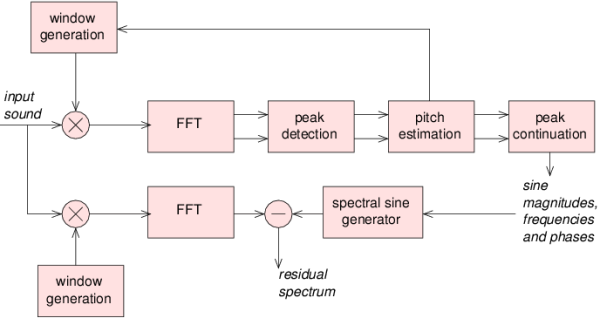 window
generation
input
sound
FFT
peak
detection
pitch
estimation
peak
continuation
sine
magnitudes,
frequencies
and phases
FFT
spectral sine
generator
residual
spectrum
window
generation